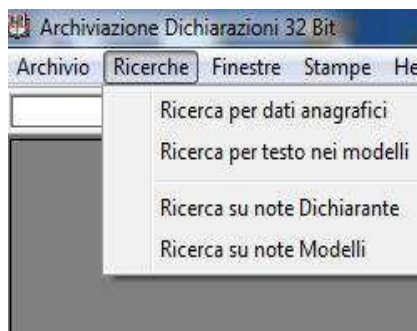 Archiviazione Dichiarazioni 32 Bit
Archivio Ricerche Finestre Stampe He
Ricerca per dati anagrafici
Ricerca per testo nei modelli
Ricerca su note Dichiarante
Ricerca su note Modelli